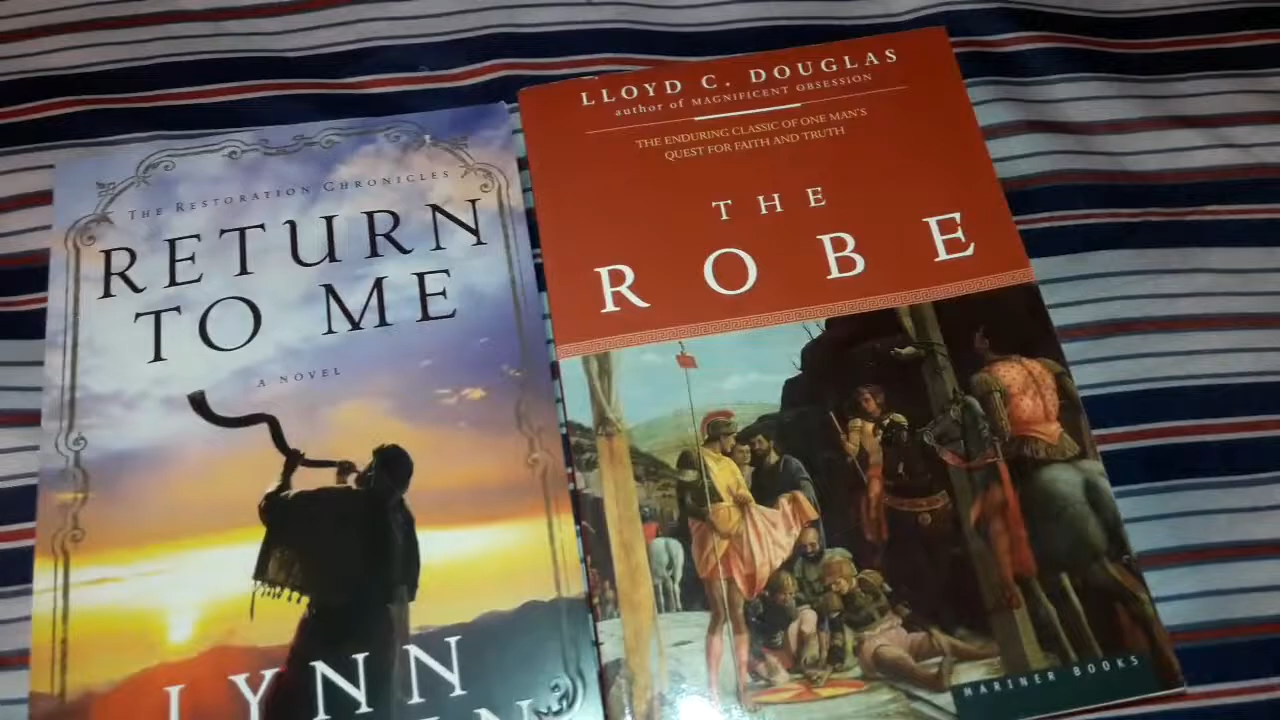 THE RESTORATION CHRONICLES
RETURN
TO ME
A NOVEL
LYNN
LLOYD C. DOUGLAS
author of MAGNIFICENT OBSESSION
THE ENDURING CLASSIC OF ONE MAN'S
QUEST FOR FAITH AND TRUTH
THE
ROBE
MARINER BOOKS